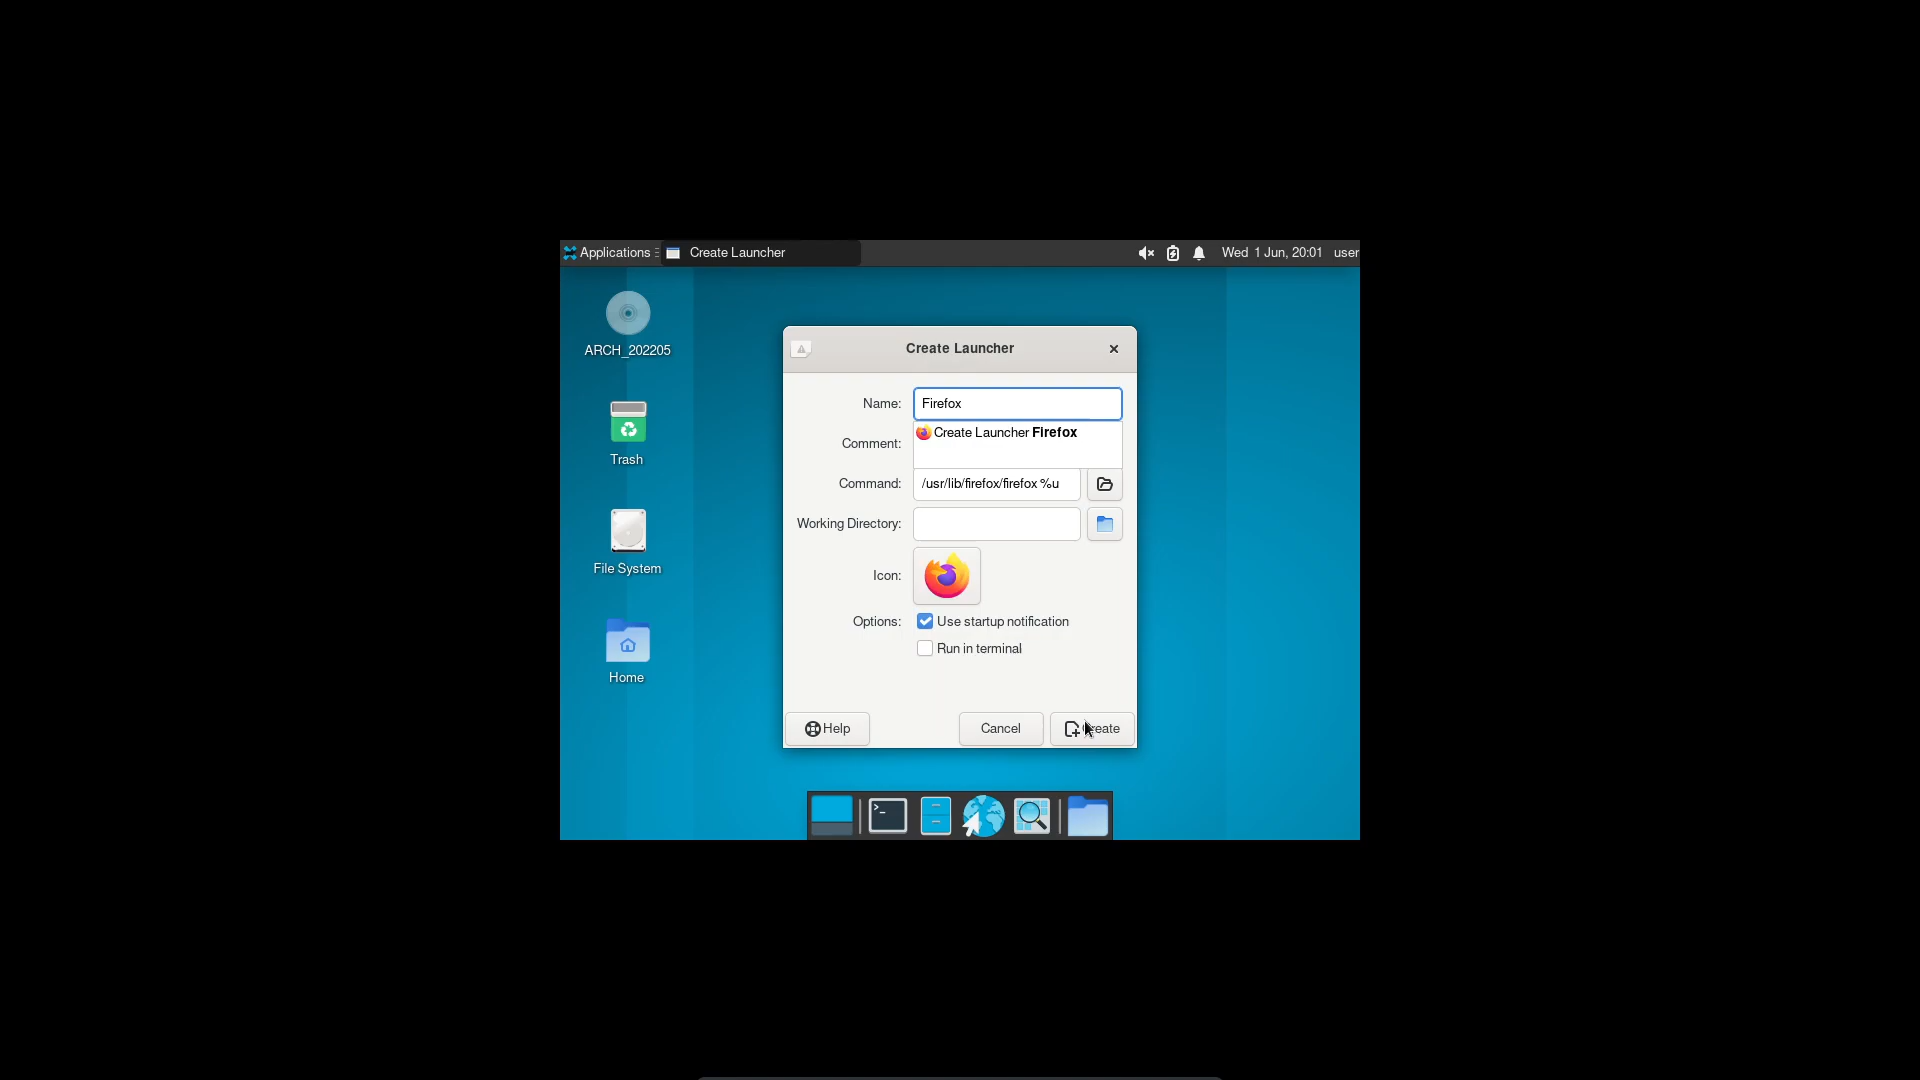 Applications Create Launcher Wed 1 Jun, 20:01 user
ARCH_202205
Trash
File System
Home
Create Launcher
Name: Firefox
Create Launcher Firefox
Comment:
Command: /usr/lib/firefox/firefox %u
Working Directory:
Icon:
Options: Use startup notification
Run in terminal
Help Cancel